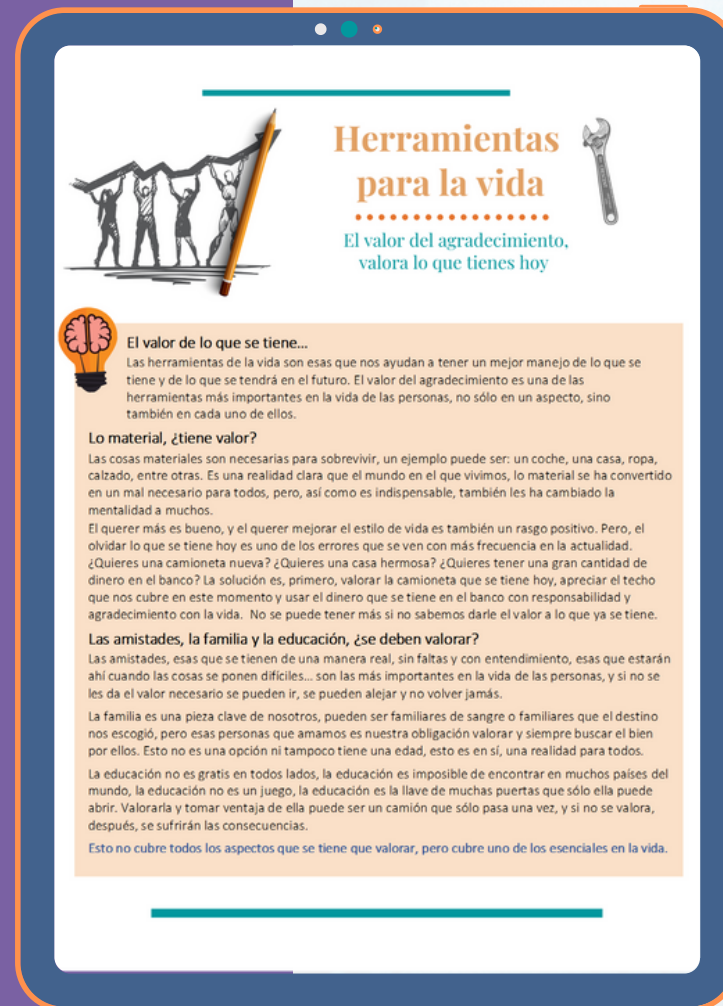 Herramientas
para la vida
El valor del agradecimiento,
valora lo que tienes hoy
El valor de lo que se tiene...
Las herramientas de la vida son esas que nos ayudan a tener un mejor manejo de lo que se
tiene y de lo que se tendrá en el futuro. El valor del agradecimiento es una de las
herramientas más importantes en la vida de las personas, no sólo en un aspecto, sino
también en cada uno de ellos.
Lo material, ¿tiene valor?
Las cosas materiales son necesarias para sobrevivir, un ejemplo puede ser: un coche, una casa, ropa,
calzado, entre otras. Es una realidad clara que el mundo en el que vivimos, lo material se ha convertido
en un mal necesario para todos, pero, así como es indispensable, también les ha cambiado la
mentalidad a muchos.
El querer más es bueno, y el querer mejorar el estilo de vida es también un rasgo positivo. Pero, el
olvidar lo que se tiene hoy es uno de los errores que se ven con más frecuencia en la actualidad.
¿Quieres una camioneta nueva? ¿Quieres una casa hermosa? ¿Quieres tener una gran cantidad de
dinero en el banco? La solución es, primero, valorar la camioneta que se tiene hoy, apreciar el techo
que nos cubre en este momento y usar el dinero que se tiene en el banco con responsabilidad y
agradecimiento con la vida. No se puede tener más si no sabemos darle el valor a lo que ya se tiene.
Las amistades, la familia y la educación, ¿se deben valorar?
Las amistades, esas que se tienen de una manera real, sin faltas y con entendimiento, esas que estarán
ahí cuando las cosas se ponen difíciles... son las más importantes en la vida de las personas, y si no se
les da el valor necesario se pueden ir, se pueden alejar y no volver jamás.
La familia es una pieza clave de nosotros, pueden ser familiares de sangre o familiares que el destino
nos escogió, pero esas personas que amamos es nuestra obligación valorar y siempre buscar el bien
por ellos. Esto no es una opción ni tampoco tiene una edad, esto es en sí, una realidad para todos.
La educación no es gratis en todos lados, la educación es imposible de encontrar en muchos países del
mundo, la educación no es un juego, la educación es la llave de muchas puertas que sólo ella puede
abrir. Valorarla y tomar ventaja de ella puede ser un camión que sólo pasa una vez, y si no se valora,
después, se sufrirán las consecuencias.
Esto no cubre todos los aspectos que se tiene que valorar, pero cubre uno de los esenciales en la vida.